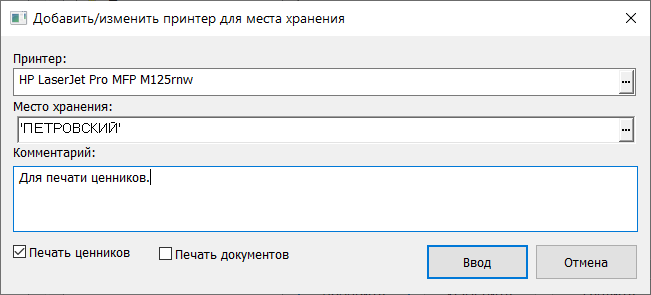 Добавить/изменить принтер для места хранения
Принтер:
HP LaserJet Pro MFP M125rnw
...
Место хранения:
'ПЕТРОВСКИЙ'
...
Комментарий:
Для печати ценников.
Печать ценников
Печать документов
Ввод
Отмена